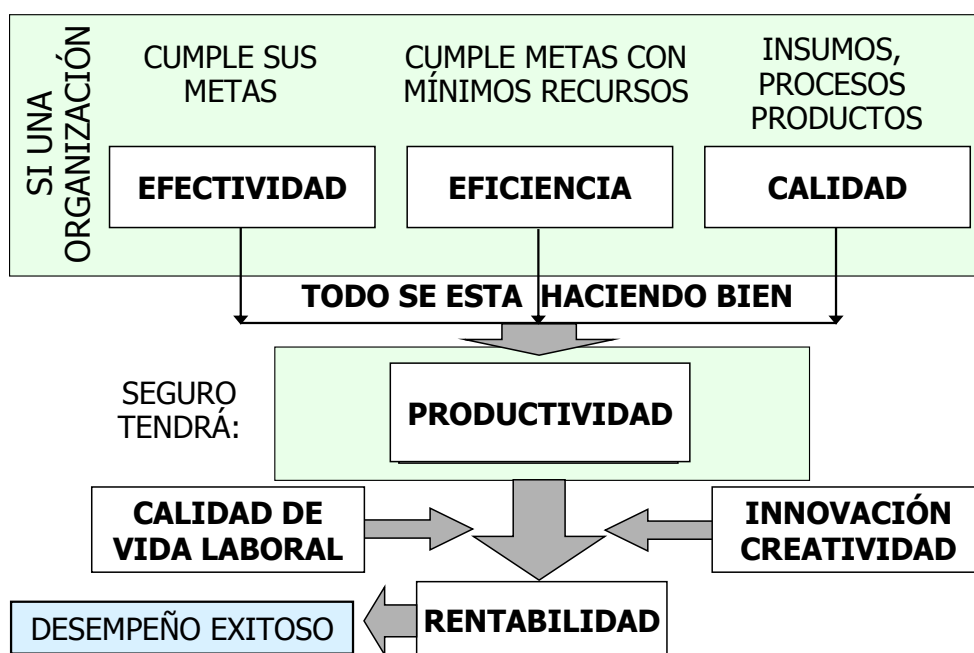 SI UNA
ORGANIZACIÓN
CUMPLE SUS
METAS
CUMPLE METAS CON
MÍNIMOS RECURSOS
INSUMOS,
PROCESOS
PRODUCTOS
EFECTIVIDAD
EFICIENCIA
CALIDAD
TODO SE ESTA HACIENDO BIEN
SEGURO
TENDRÁ:
PRODUCTIVIDAD
CALIDAD DE
VIDA LABORAL
INNOVACIÓN
CREATIVIDAD
RENTABILIDAD
DESEMPEÑO EXITOSO